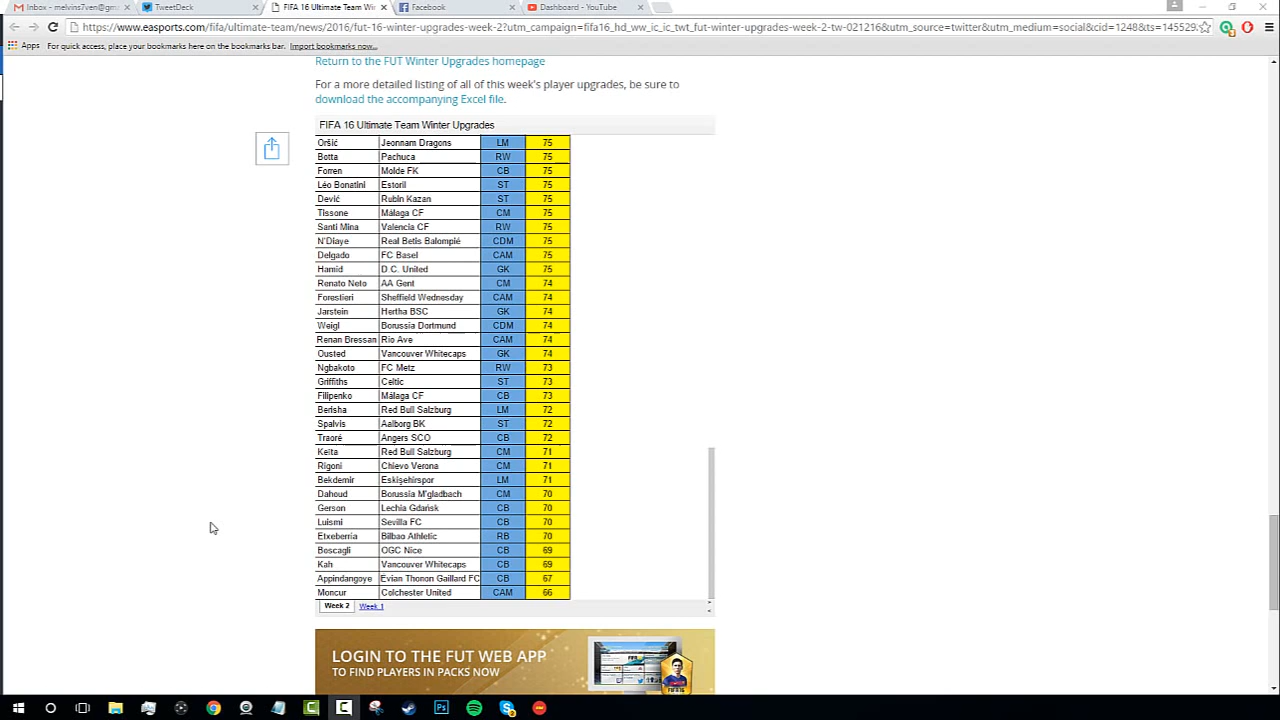 Inbox - melvins7ven@gm
TweetDeck
FIFA 16 Ultimate Team Wi
Facebook
Dashboard - YouTube
https://www.easports.com/fifa/ultimate-team/news/2016/fut-16-winter-upgrades-week-2?utm_campaign=fifa16_hd_ww_ic_ic_twt_fut-winter-upgrades-week-2-tw-021216&utm_source=twitter&utm_medium=social&cid=1248&ts=145529
Apps For quick access, place your bookmarks here on the bookmarks bar. Import bookmarks now...
Return to the FUT Winter Upgrades homepage
For a more detailed listing of all of this week's player upgrades, be sure to
download the accompanying Excel file.
FIFA 16 Ultimate Team Winter Upgrades
Oršić Jeonnam Dragons LM 75
Botta Pachuca RW 75
Forren Molde FK CB 75
Léo Bonatini Estoril ST 75
Dević Rubin Kazan ST 75
Tissone Málaga CF CM 75
Santi Mina Valencia CF RW 75
N'Diaye Real Betis Balompié CDM 75
Delgado FC Basel CAM 75
Hamid D.C. United GK 75
Renato Neto AA Gent CM 74
Forestieri Sheffield Wednesday CAM 74
Jarstein Hertha BSC GK 74
Weigl Borussia Dortmund CDM 74
Renan Bressan Rio Ave CAM 74
Ousted Vancouver Whitecaps GK 74
Ngbakoto FC Metz RW 73
Griffiths Celtic ST 73
Filipenko Málaga CF CB 73
Berisha Red Bull Salzburg LM 72
Spalvis Aalborg BK ST 72
Traoré Angers SCO CB 72
Keita Red Bull Salzburg CM 71
Rigoni Chievo Verona CM 71
Bekdemir Eskişehirspor LM 71
Dahoud Borussia M'gladbach CM 70
Gerson Lechia Gdańsk CB 70
Luismi Sevilla FC CB 70
Etxeberria Bilbao Athletic RB 70
Boscagli OGC Nice CB 69
Kah Vancouver Whitecaps CB 69
Appindangoye Evian Thonon Gaillard FC CB 67
Moncur Colchester United CAM 66
Week 2 Week 1
LOGIN TO THE FUT WEB APP
TO FIND PLAYERS IN PACKS NOW